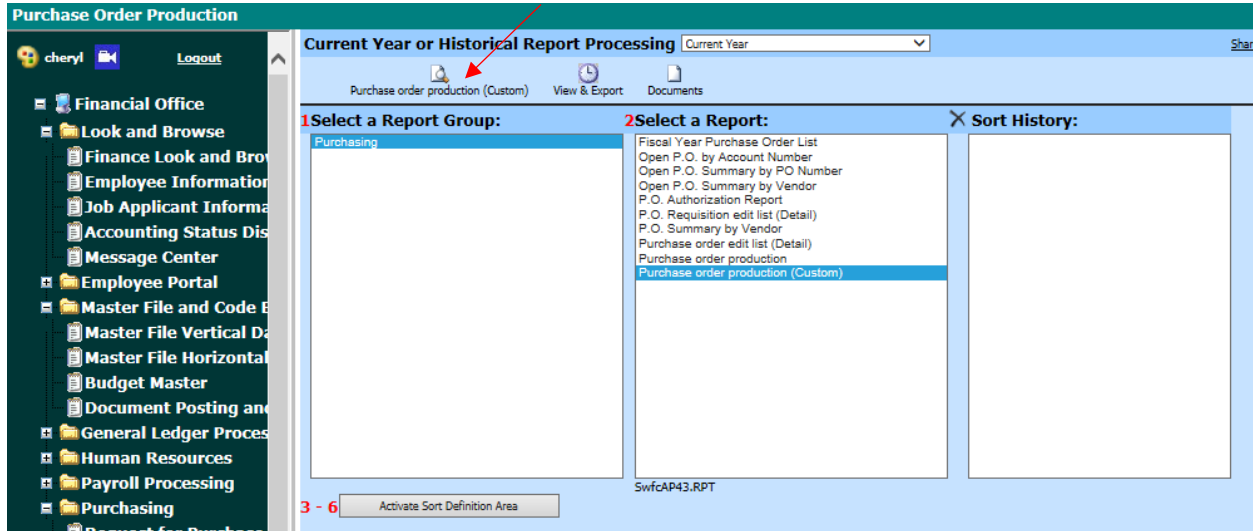 Purchase Order Production
cheryl Logout
Financial Office
Look and Browse
Finance Look and Brov
Employee Information
Job Applicant Informa
Accounting Status Dis
Message Center
Employee Portal
Master File and Code E
Master File Vertical Da
Master File Horizontal
Budget Master
Document Posting and
General Ledger Proces
Human Resources
Payroll Processing
Purchasing
Current Year or Historical Report Processing Current Year
Shar
Purchase order production (Custom) View & Export Documents
1Select a Report Group:
Purchasing
2Select a Report:
Fiscal Year Purchase Order List
Open P.O. by Account Number
Open P.O. Summary by PO Number
Open P.O. Summary by Vendor
P.O. Authorization Report
P.O. Requisition edit list (Detail)
P.O. Summary by Vendor
Purchase order edit list (Detail)
Purchase order production
Purchase order production (Custom)
SwfcAP43.RPT
Sort History:
3 - 6 Activate Sort Definition Area